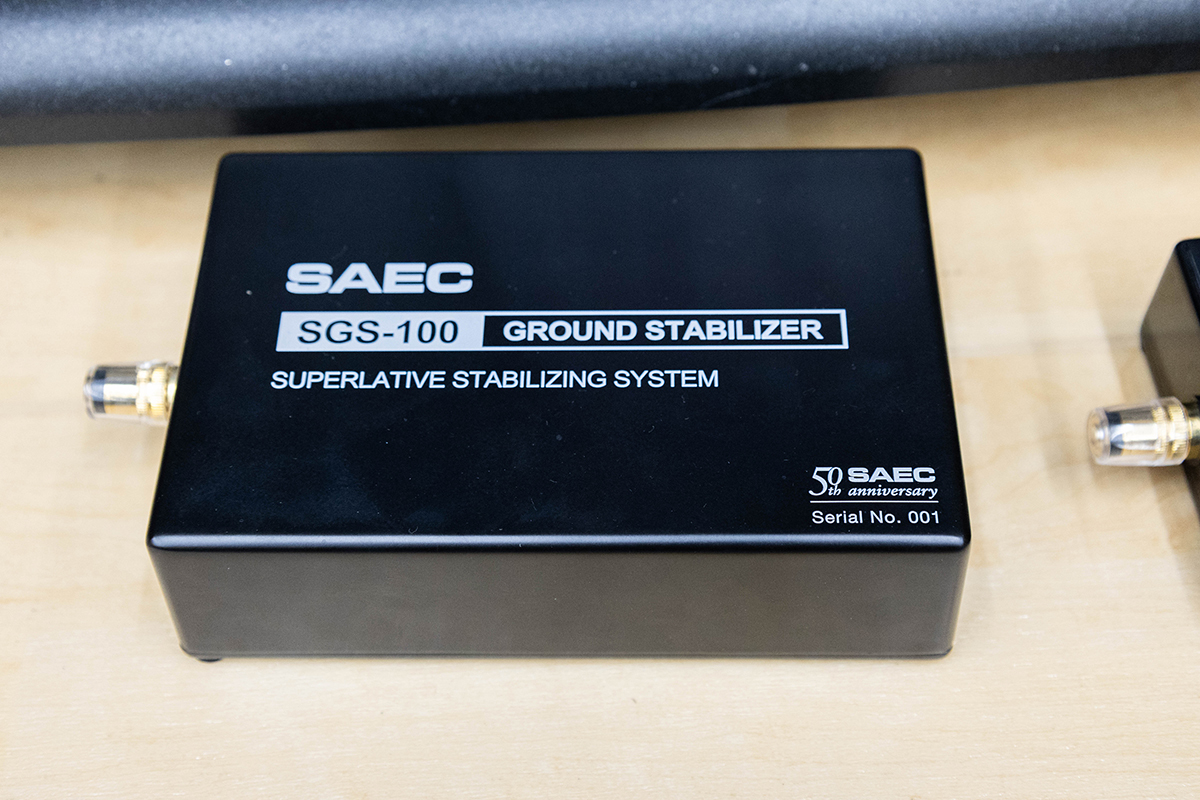 SAEC
SGS-100 GROUND STABILIZER
SUPERLATIVE STABILIZING SYSTEM
50th SAEC anniversary
Serial No. 001